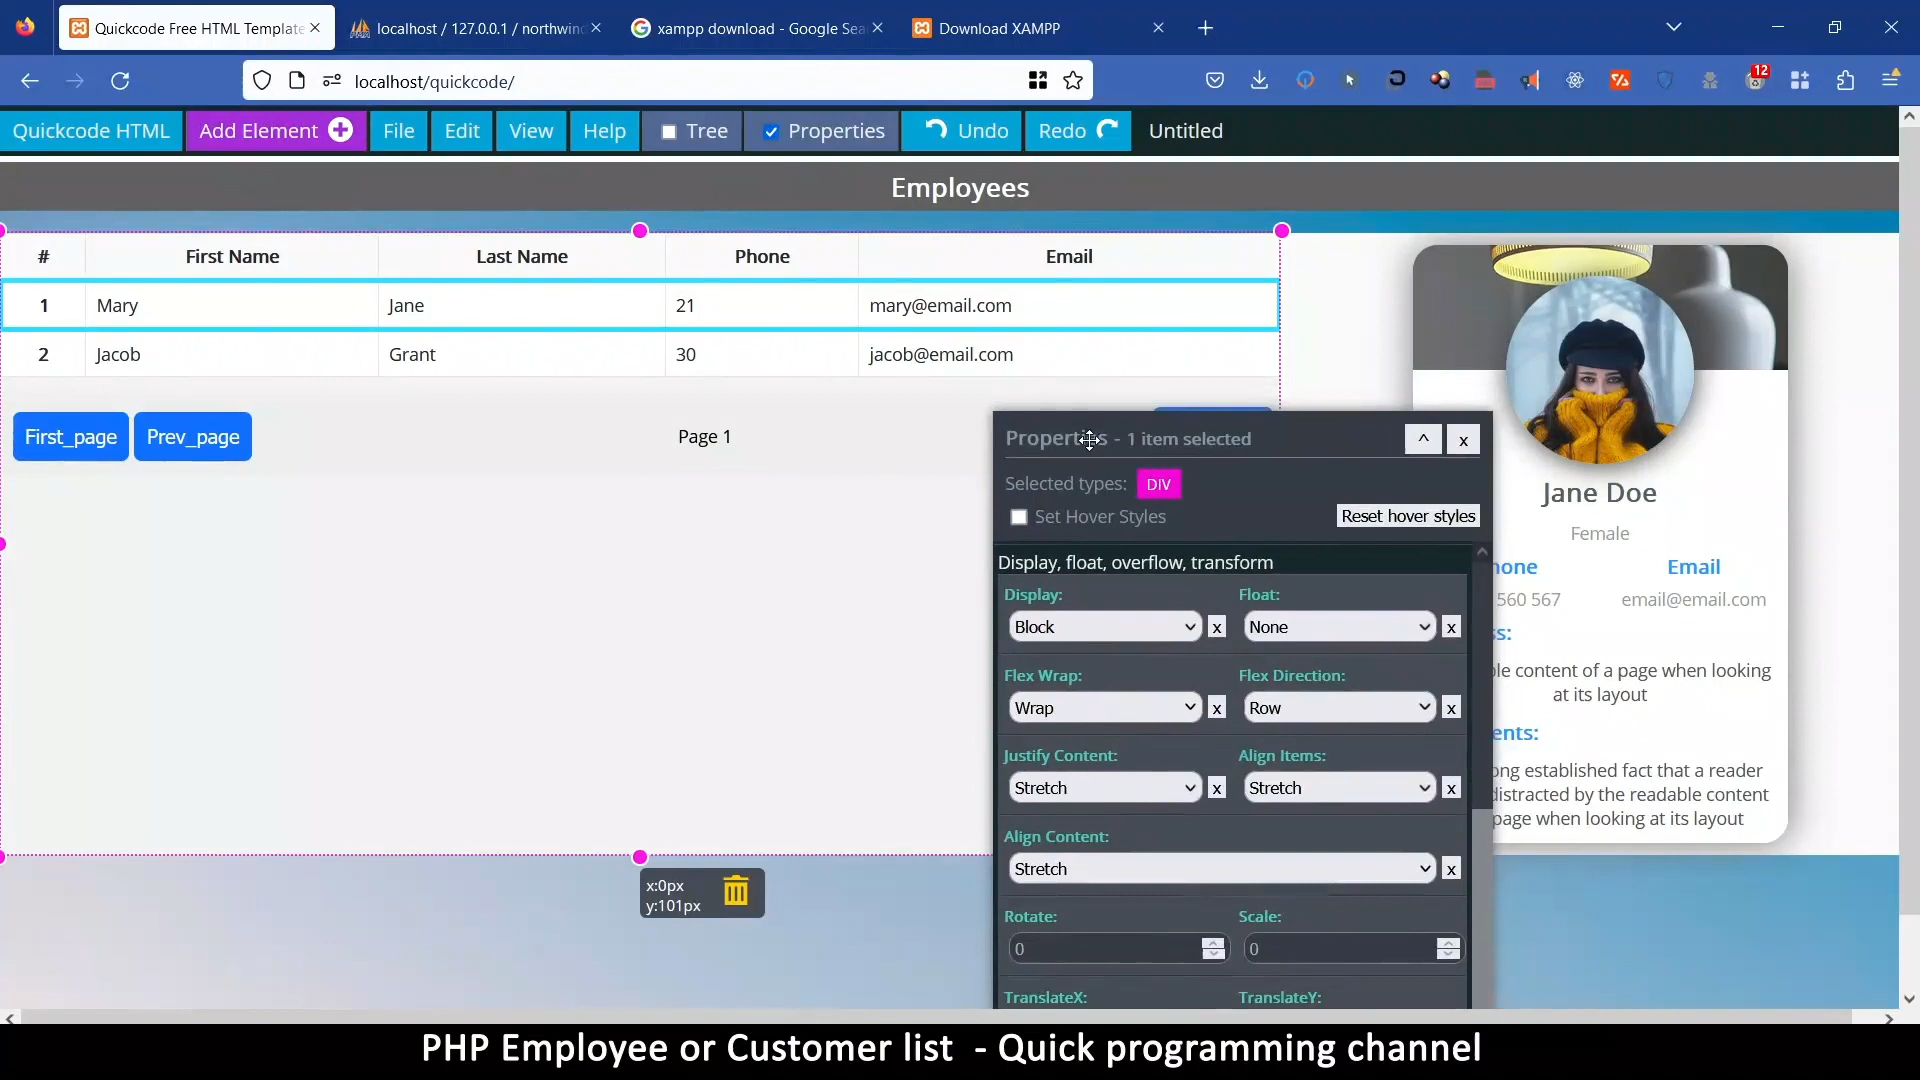 Quickcode Free HTML Template
localhost / 127.0.0.1 / northwin
xampp download - Google Sea
Download XAMPP
localhost/quickcode/
12
Quickcode HTML
Add Element
File
Edit
View
Help
Tree
Properties
Undo
Redo
Untitled
Employees
# First Name Last Name Phone Email
1 Mary Jane 21 mary@email.com
2 Jacob Grant 30 jacob@email.com
First_page
Prev_page
Page 1
Properties - 1 item selected
^
x
Selected types: DIV
Set Hover Styles
Reset hover styles
Display, float, overflow, transform
Display: Float:
Block x None x
Flex Wrap: Flex Direction:
Wrap x Row x
Justify Content: Align Items:
Stretch x Stretch x
Align Content:
Stretch x
Rotate: Scale:
0 0
TranslateX: TranslateY:
Jane Doe
Female
hone Email
560 567 email@email.com
ss:
le content of a page when looking
at its layout
ents:
ong established fact that a reader
distracted by the readable content
page when looking at its layout
x:0px
y:101px
PHP Employee or Customer list - Quick programming channel